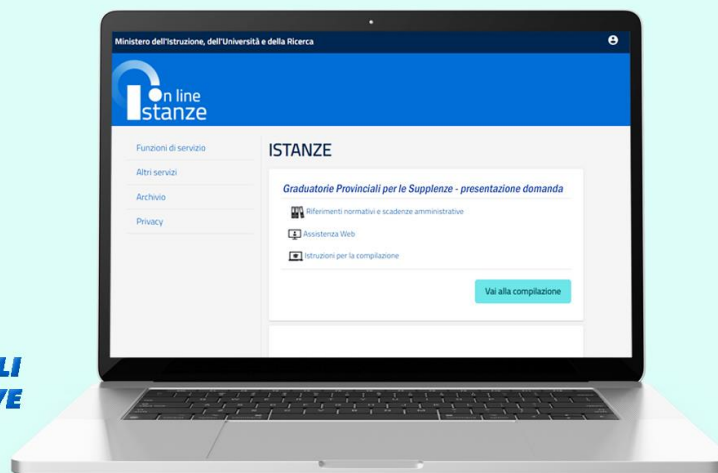 Ministero dell'Istruzione, dell'Università e della Ricerca
on line
Istanze
Funzioni di servizio
Altri servizi
Archivio
Privacy
ISTANZE
Graduatorie Provinciali per le Supplenze - presentazione domanda
Riferimenti normativi e scadenze amministrative
Assistenza Web
Istruzioni per la compilazione
Vai alla compilazione
LI
VE